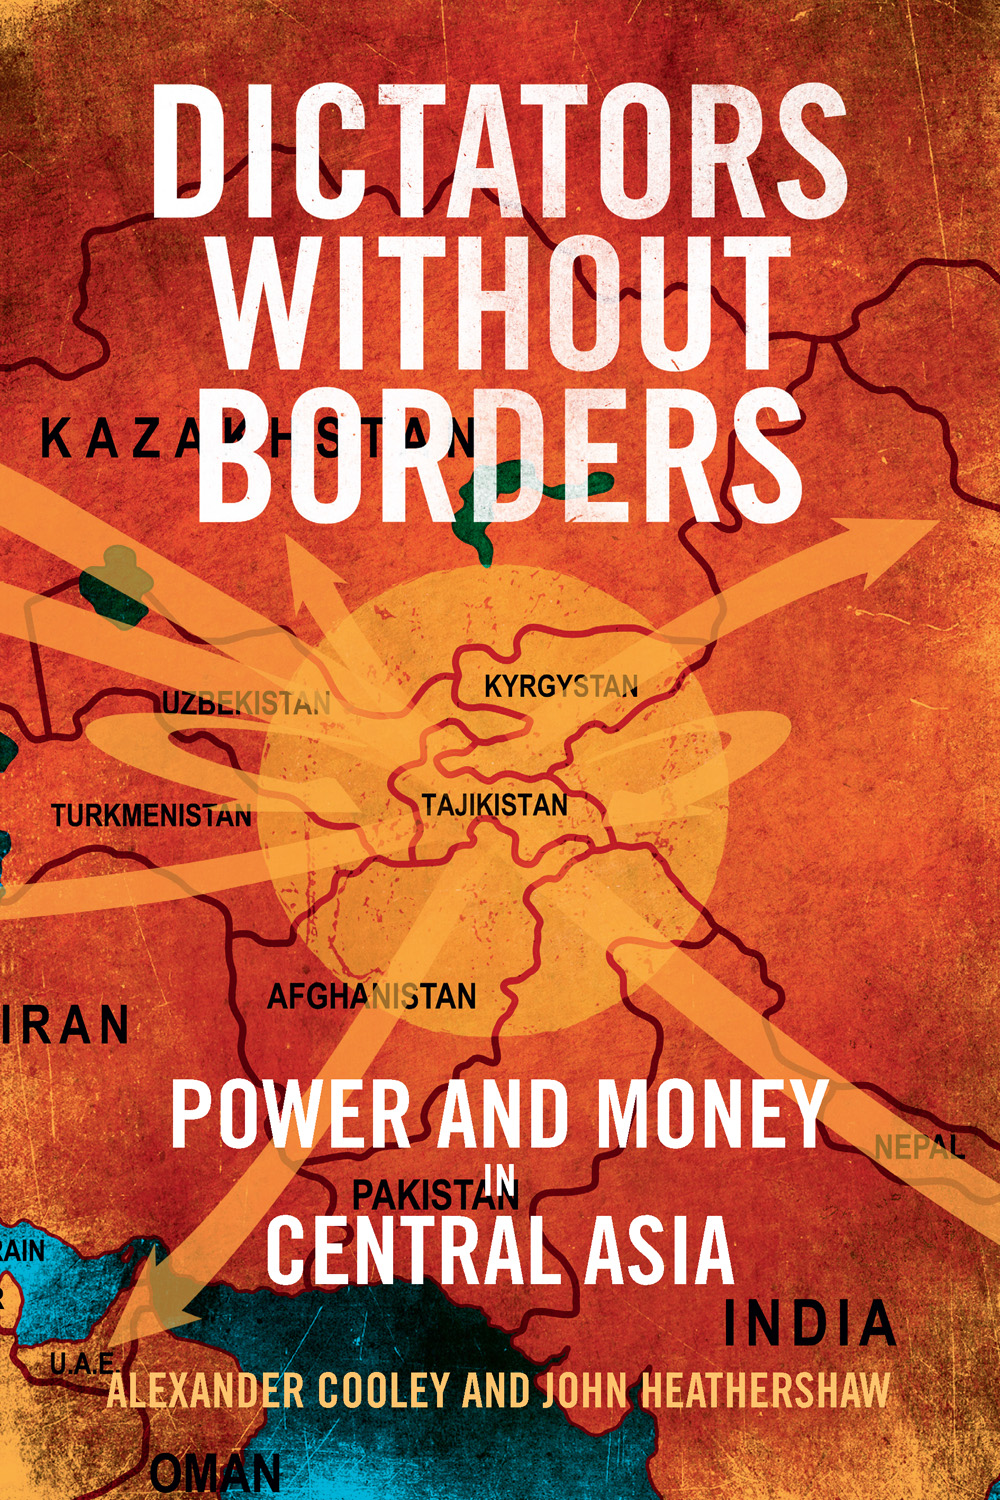 DICTATORS
WITHOUT
BORDERS
KAZAKHSTAN
KYRGYSTAN
UZBEKISTAN
TAJIKISTAN
TURKMENISTAN
AFGHANISTAN
IRAN
POWER AND MONEY
NEPAL
IN
PAKISTAN
CENTRAL ASIA
RAIN
R
INDIA
U.A.E.
ALEXANDER COOLEY AND JOHN HEATHERSHAW
OMAN